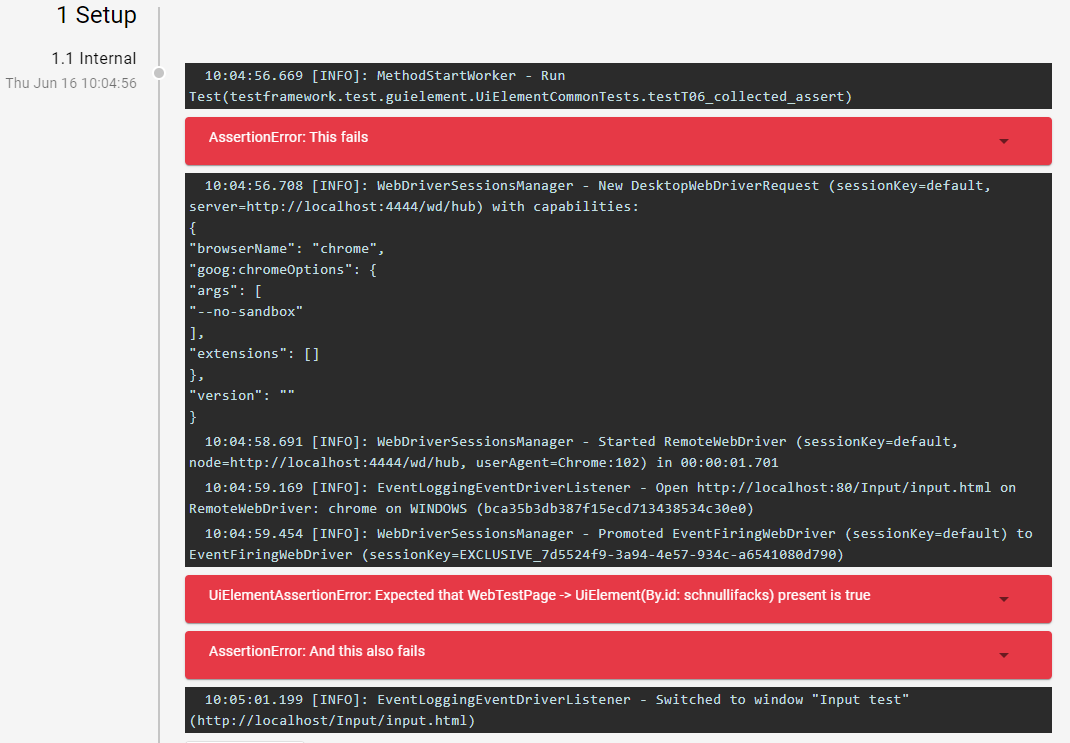 1 Setup
1.1 Internal
Thu Jun 16 10:04:56
10:04:56.669 [INFO]: MethodStartWorker - Run
Test(testframework.test.guielement.UiElementCommonTests.testT06_collected_assert)
AssertionError: This fails
10:04:56.708 [INFO]: WebDriverSessionsManager - New DesktopWebDriverRequest (sessionKey=default,
server=http://localhost:4444/wd/hub) with capabilities:
{
"browserName": "chrome",
"goog:chromeOptions": {
"args": [
"--no-sandbox"
],
"extensions": []
},
"version": ""
}
10:04:58.691 [INFO]: WebDriverSessionsManager - Started RemoteWebDriver (sessionKey=default,
node=http://localhost:4444/wd/hub, userAgent=Chrome:102) in 00:00:01.701
10:04:59.169 [INFO]: EventLoggingEventDriverListener - Open http://localhost:80/Input/input.html on
RemoteWebDriver: chrome on WINDOWS (bca35b3db387f15ecd713438534c30e0)
10:04:59.454 [INFO]: WebDriverSessionsManager - Promoted EventFiringWebDriver (sessionKey=default) to
EventFiringWebDriver (sessionKey=EXCLUSIVE_7d5524f9-3a94-4e57-934c-a6541080d790)
UiElementAssertionError: Expected that WebTestPage -> UiElement(By.id: schnullifacks) present is true
AssertionError: And this also fails
10:05:01.199 [INFO]: EventLoggingEventDriverListener - Switched to window "Input test"
(http://localhost/Input/input.html)